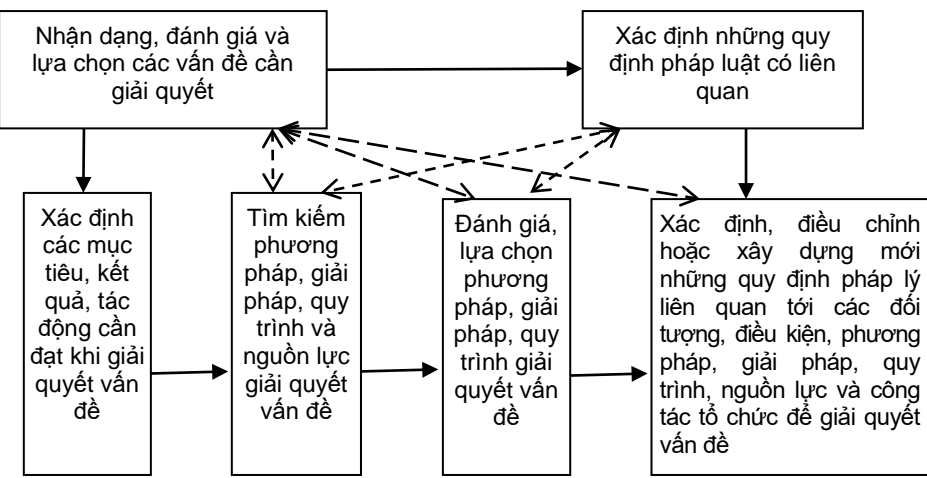 Nhận dạng, đánh giá và
lựa chọn các vấn đề cần
giải quyết
Xác định những quy
định pháp luật có liên
quan
Xác định
các mục
tiêu, kết
quả, tác
động cần
đạt khi giải
quyết vấn
đề
Tìm kiếm
phương
pháp, giải
pháp, quy
trình và
nguồn lực
giải quyết
vấn đề
Đánh giá,
lựa chọn
phương
pháp, giải
pháp, quy
trình giải
quyết vấn
đề
Xác định, điều chỉnh
hoặc xây dựng mới
những quy định pháp lý
liên quan tới các đối
tượng, điều kiện, phương
pháp, giải pháp, quy
trình, nguồn lực và công
tác tổ chức để giải quyết
vấn đề